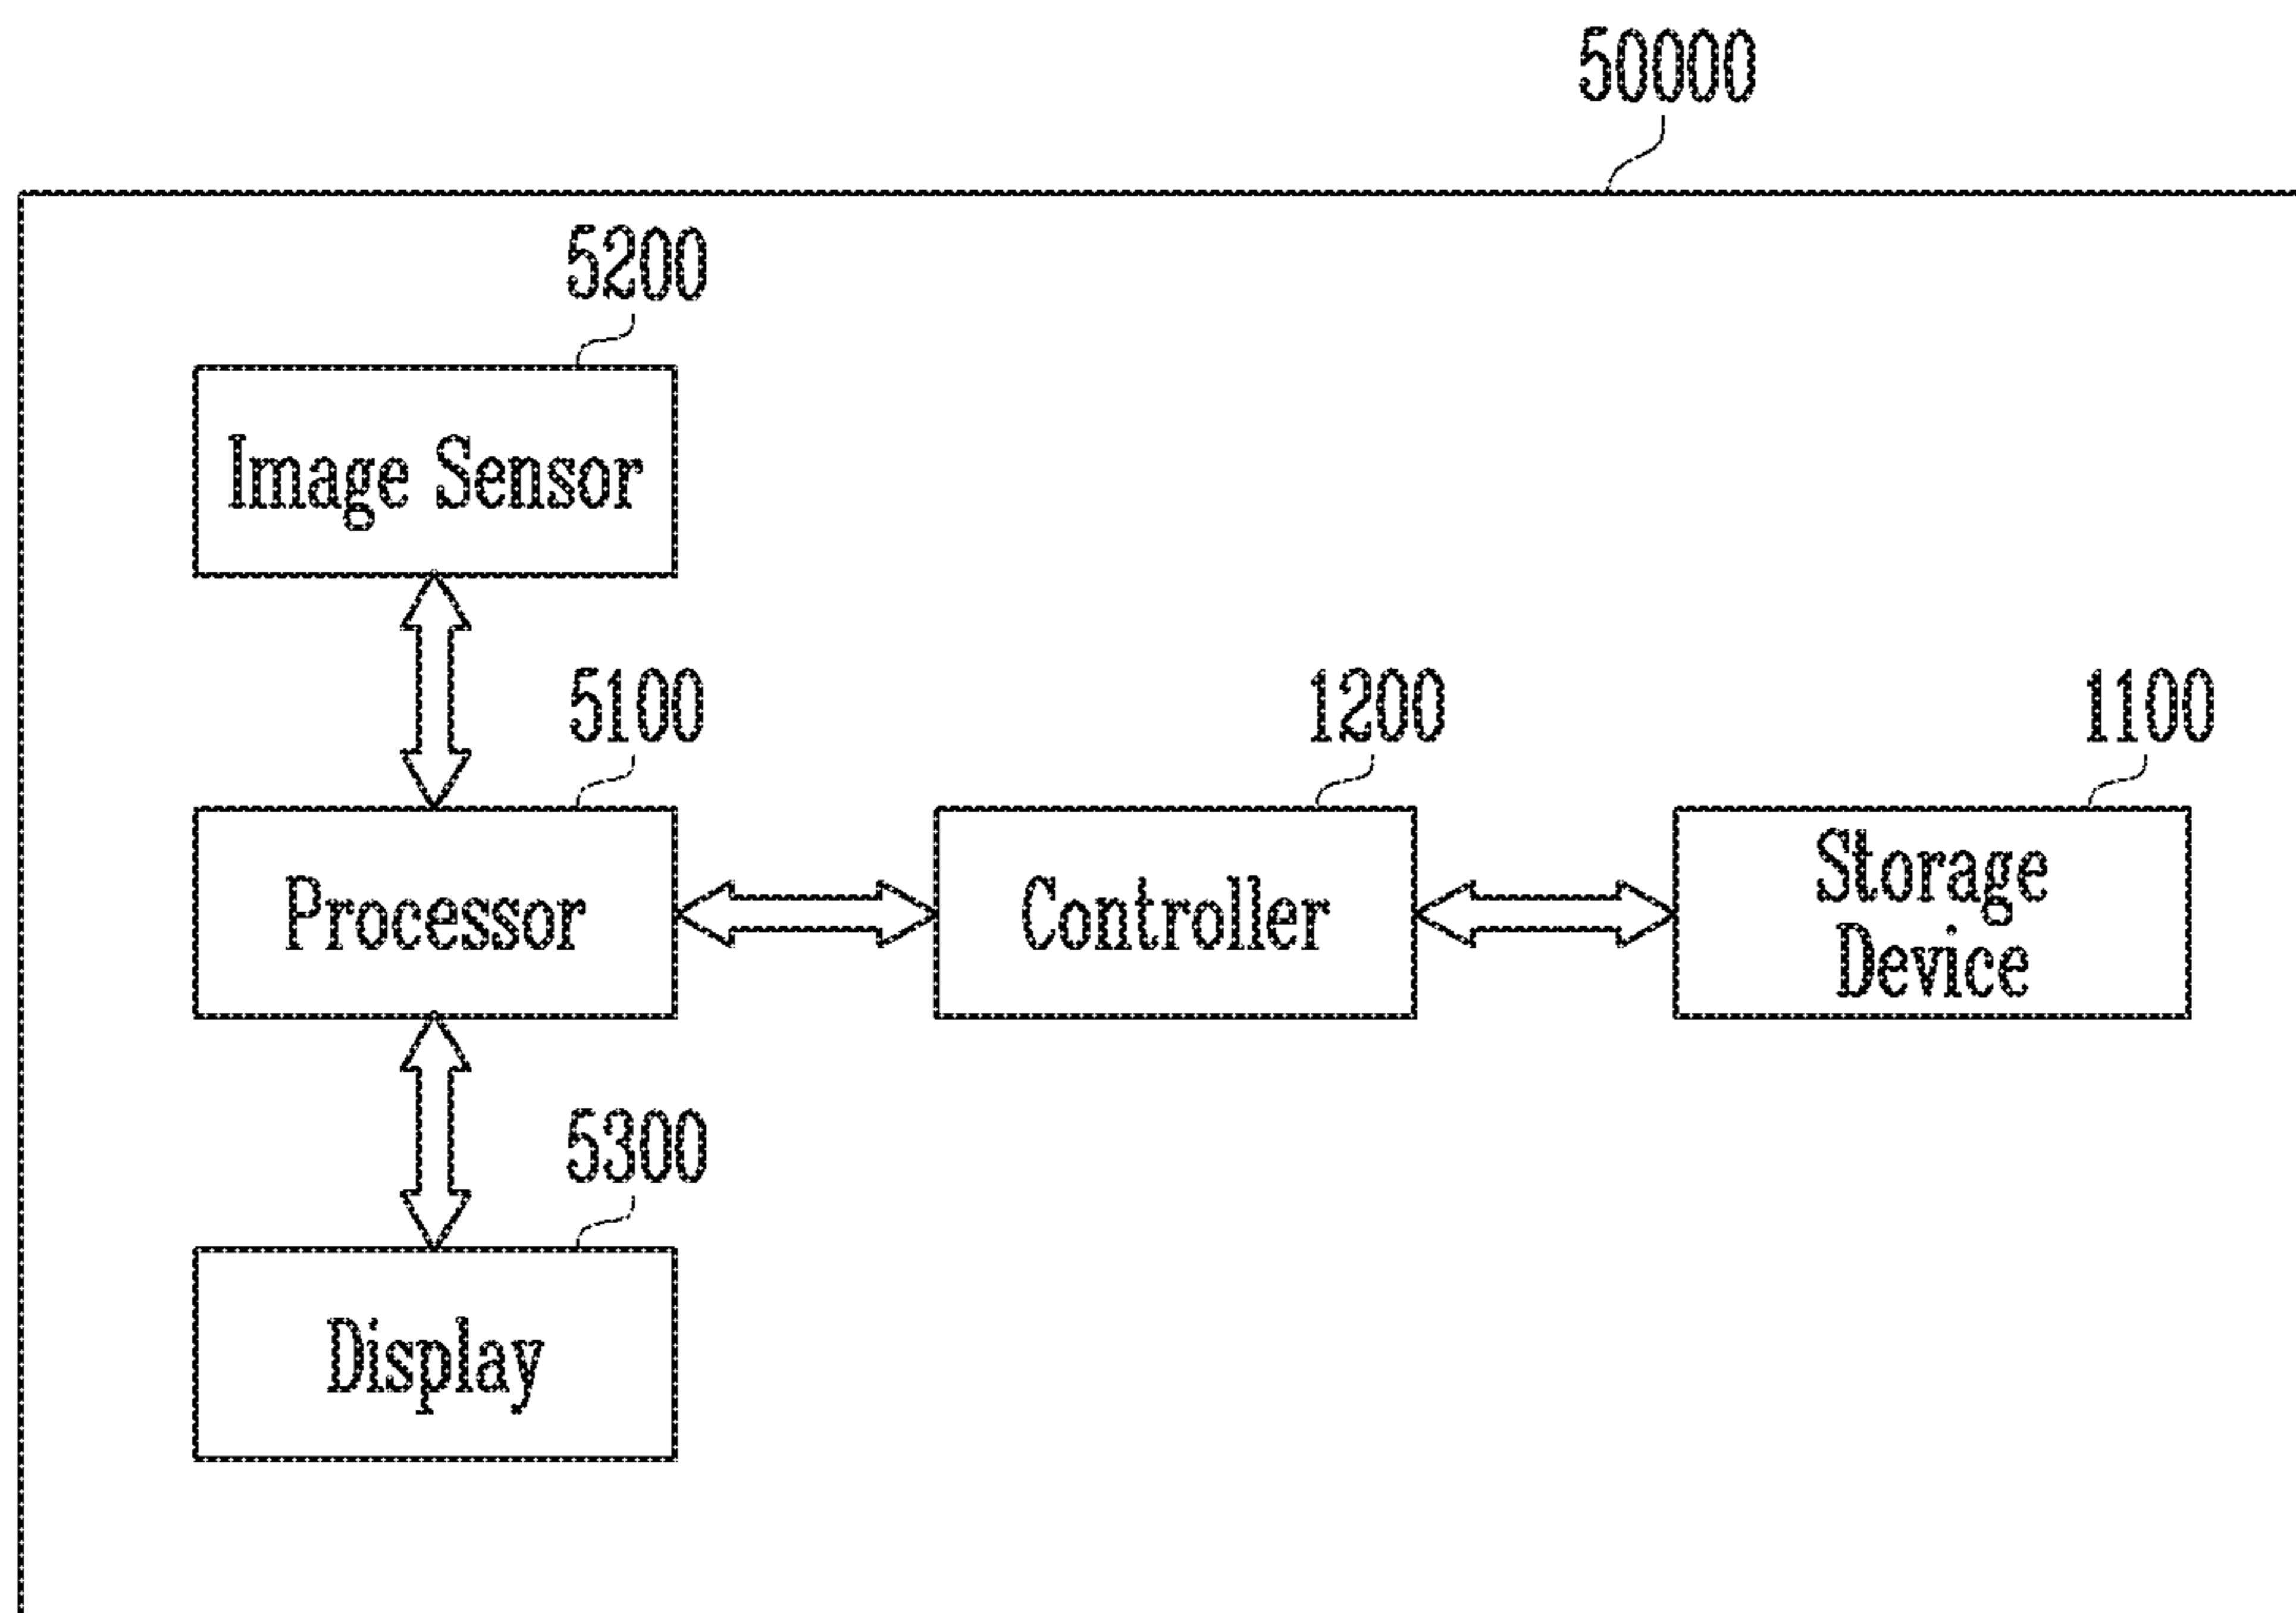 50000
5200
Image Sensor
5100
1200
1100
Processor
Controller
Storage
Device
5300
Display